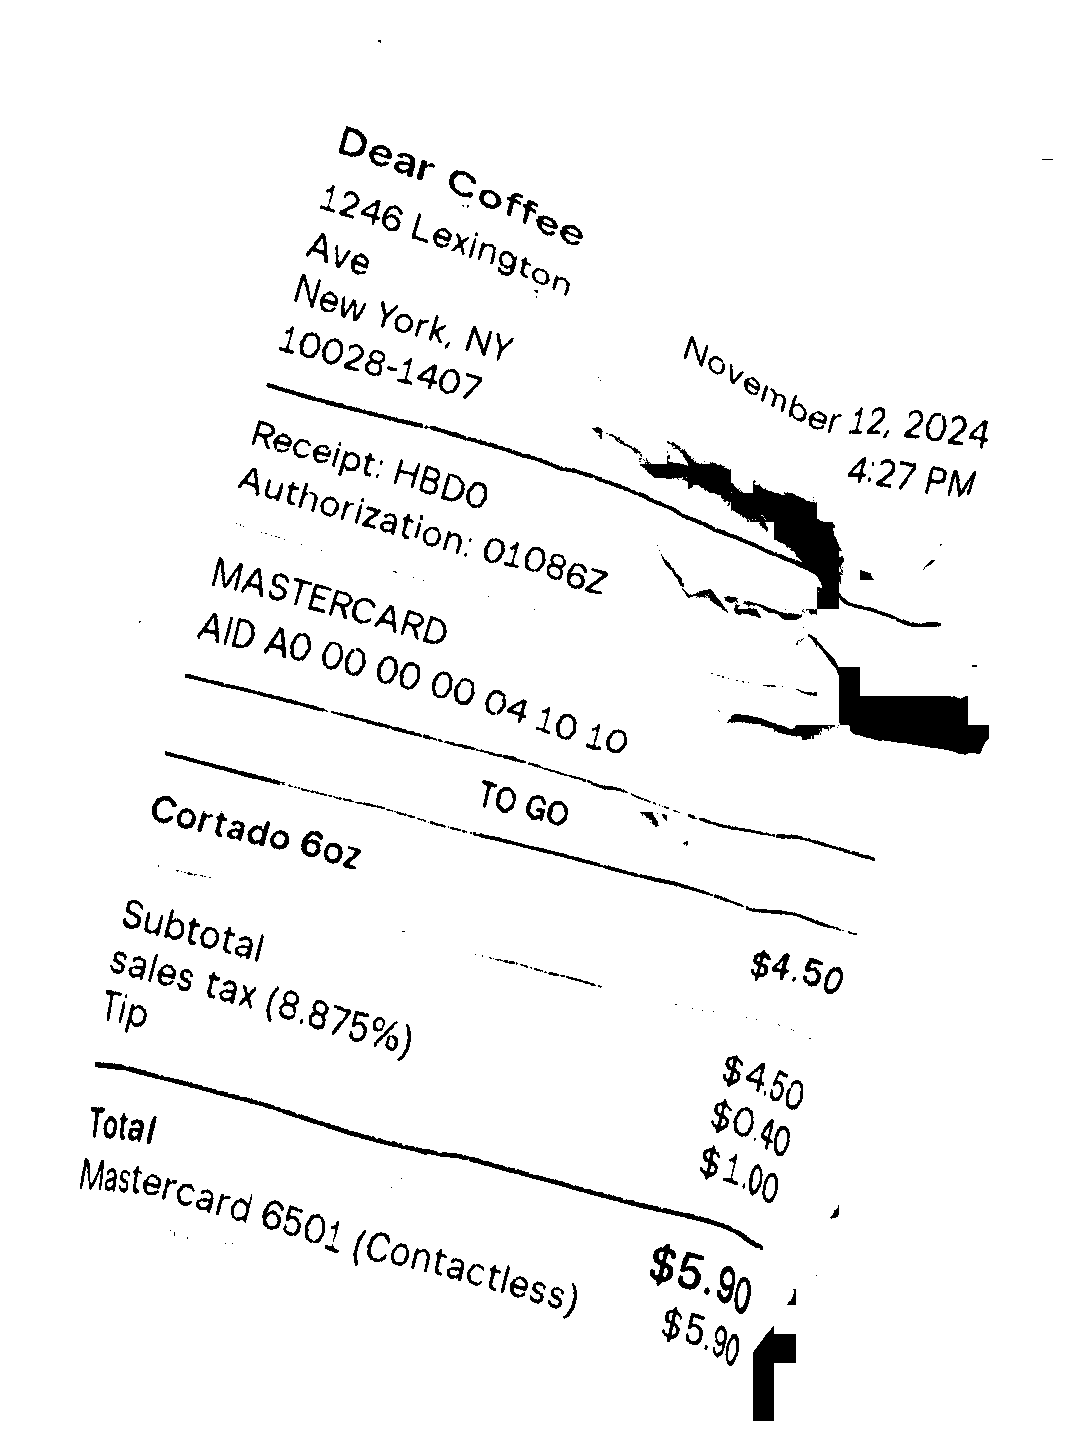 Dear Coffee
1246 Lexington
Ave
New York, NY
10028-1407
November 12, 2024
4:27 PM
Receipt: HBD0
Authorization: 01086Z
MASTERCARD
AID A0 00 00 00 04 10 10
TO GO
Cortado 6oz $4.50
Subtotal $4.50
sales tax (8.875%) $0.40
Tip $1.00
Total $5.90
Mastercard 6501 (Contactless) $5.90